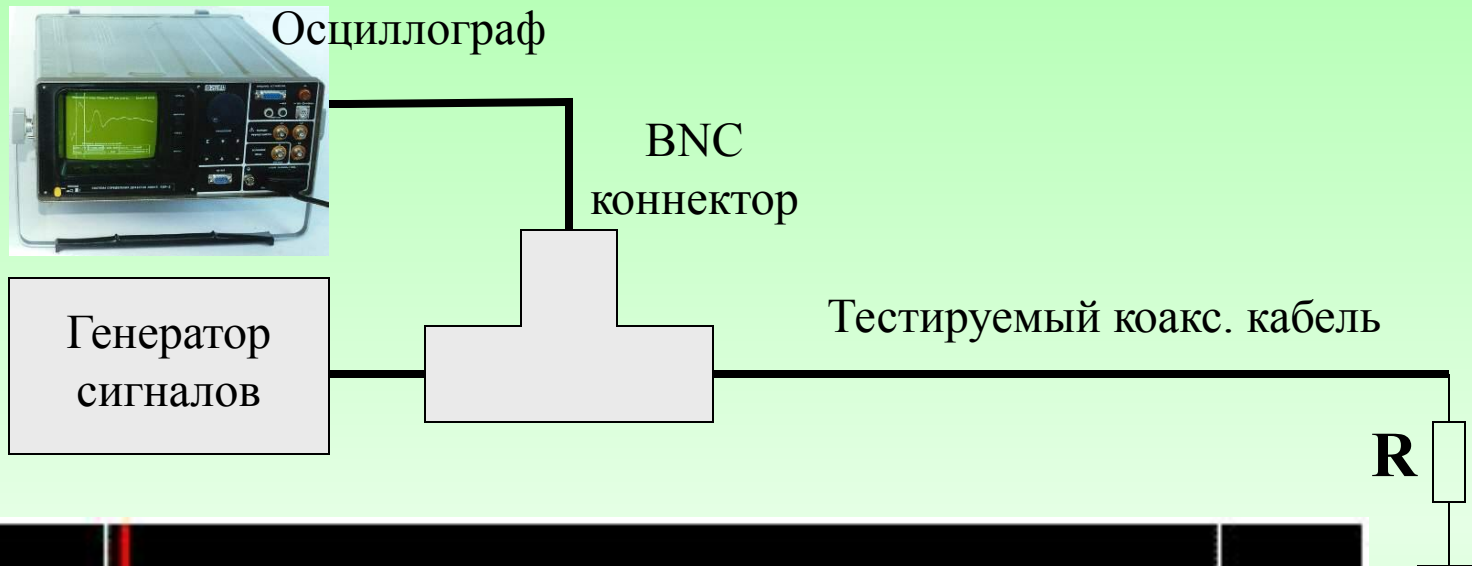 Осциллограф
BNC
коннектор
Генератор
сигналов
Тестируемый коакс. кабель
R